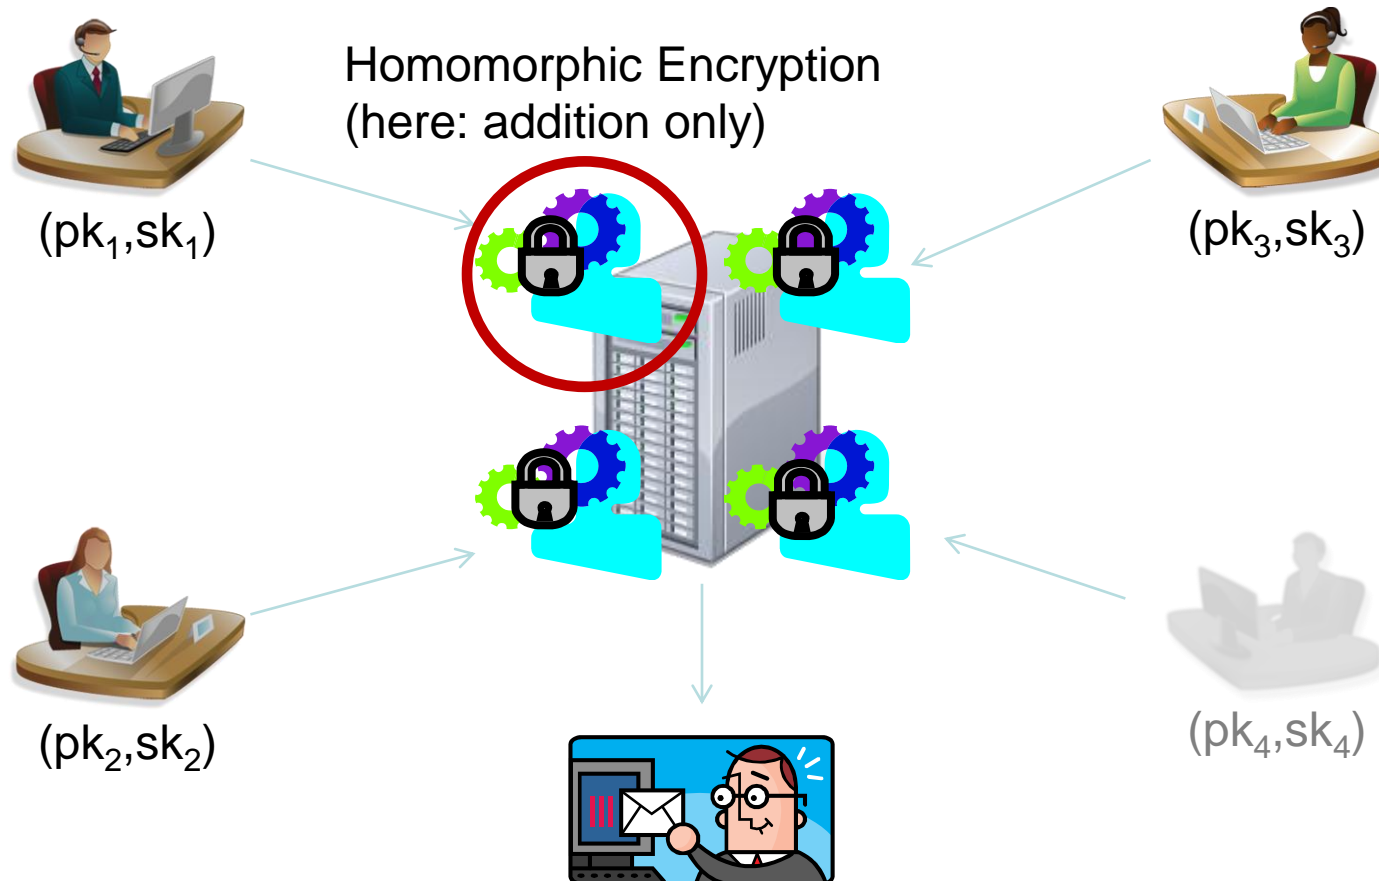 Homomorphic Encryption
(here: addition only)
(pk₁,sk₁)
(pk₃,sk₃)
(pk₂,sk₂)
(pk₄,sk₄)